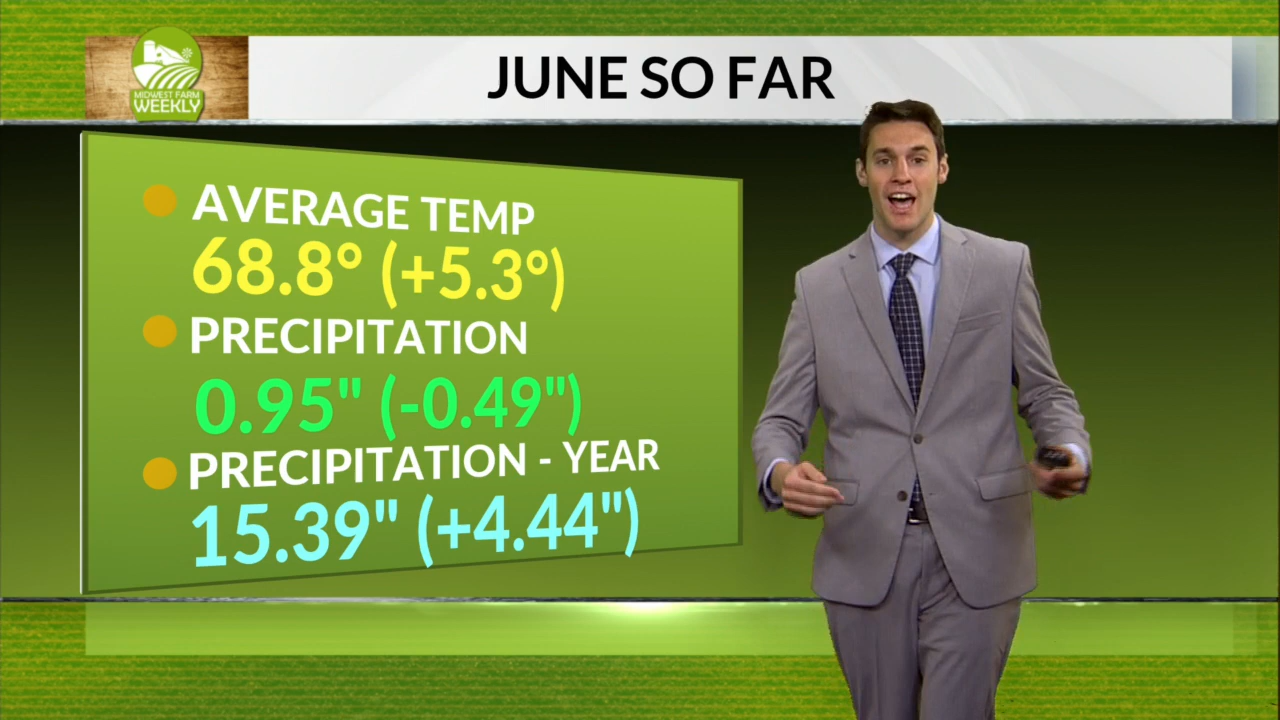 MIDWEST FARM
WEEKLY
JUNE SO FAR
AVERAGE TEMP
68.8° (+5.3°)
PRECIPITATION
0.95" (-0.49")
PRECIPITATION - YEAR
15.39" (+4.44")